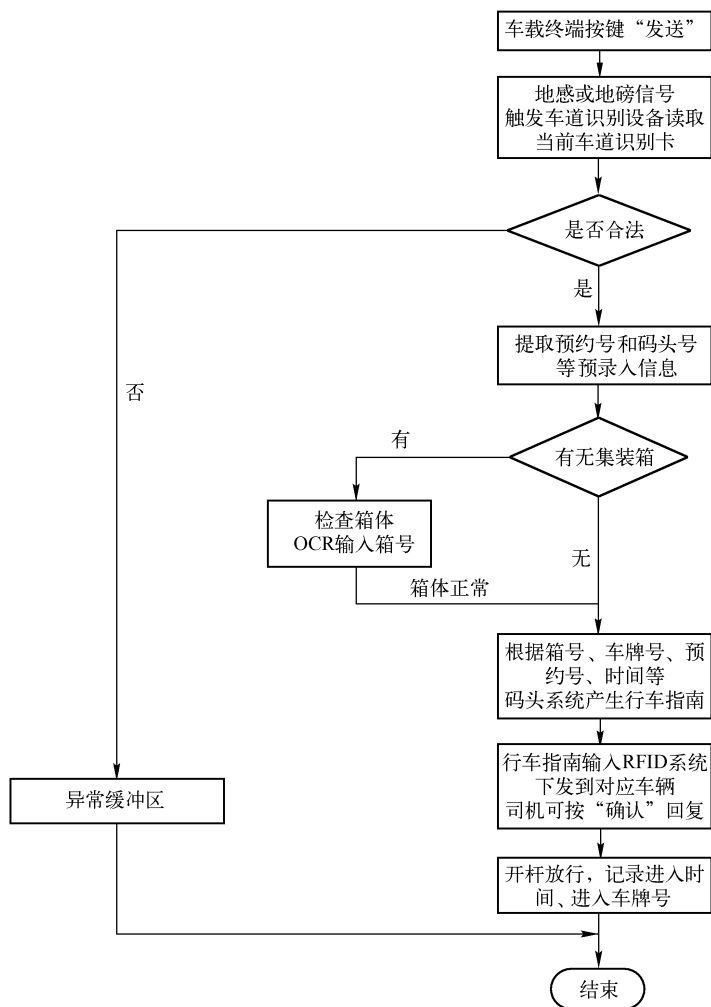 车载终端按键“发送”
地感或地磅信号
触发车道识别设备读取
当前车道识别卡
是否合法
是
否
提取预约号和码头号
等预录入信息
有无集装箱
有
检查箱体
OCR输入箱号
无
箱体正常
根据箱号、车牌号、预
约号、时间等
码头系统产生行车指南
行车指南输入RFID系统
下发到对应车辆
司机可按“确认”回复
异常缓冲区
开杆放行，记录进入时
间、进入车牌号
结束